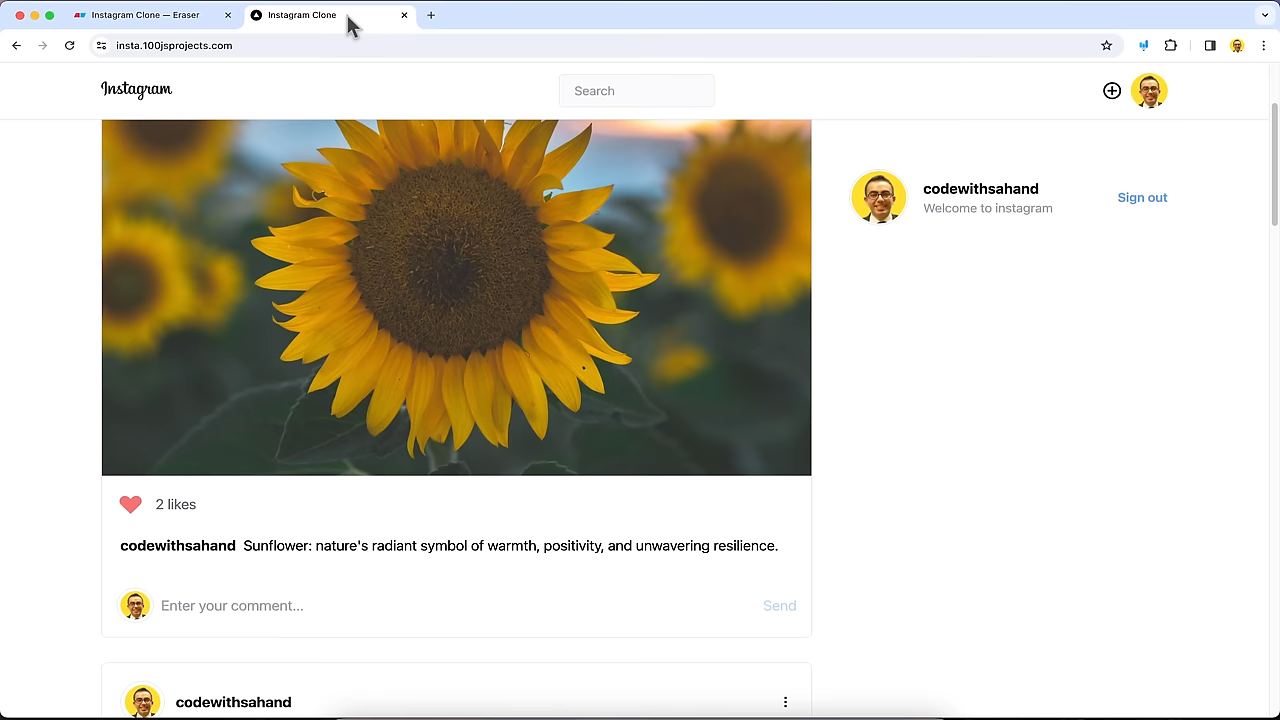 Instagram Clone — Eraser
Instagram Clone
insta.100jsprojects.com
Instagram
Search
codewithsahand
Welcome to instagram
Sign out
2 likes
codewithsahand Sunflower: nature's radiant symbol of warmth, positivity, and unwavering resilience.
Enter your comment...
Send
codewithsahand